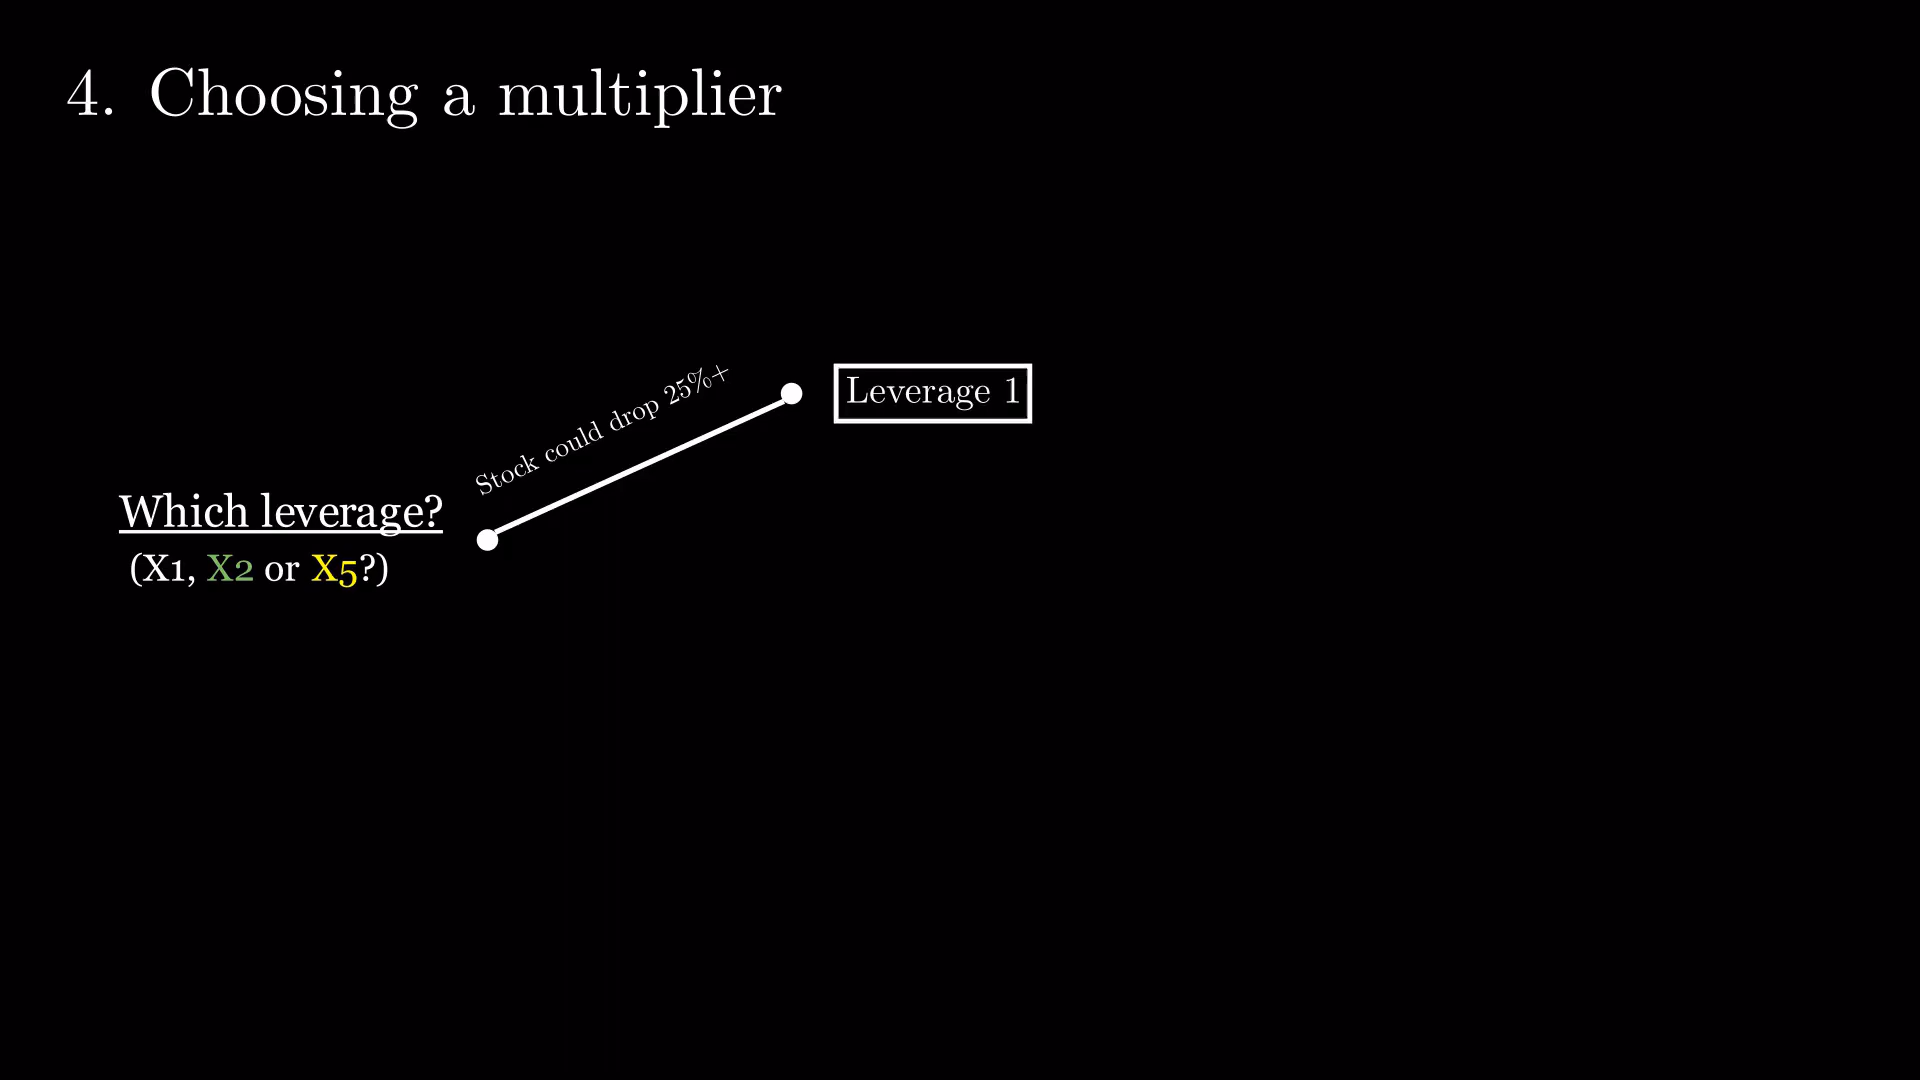 4. Choosing a multiplier
Stock could drop 25%+
Leverage 1
Which leverage?
(X1, X2 or X5?)